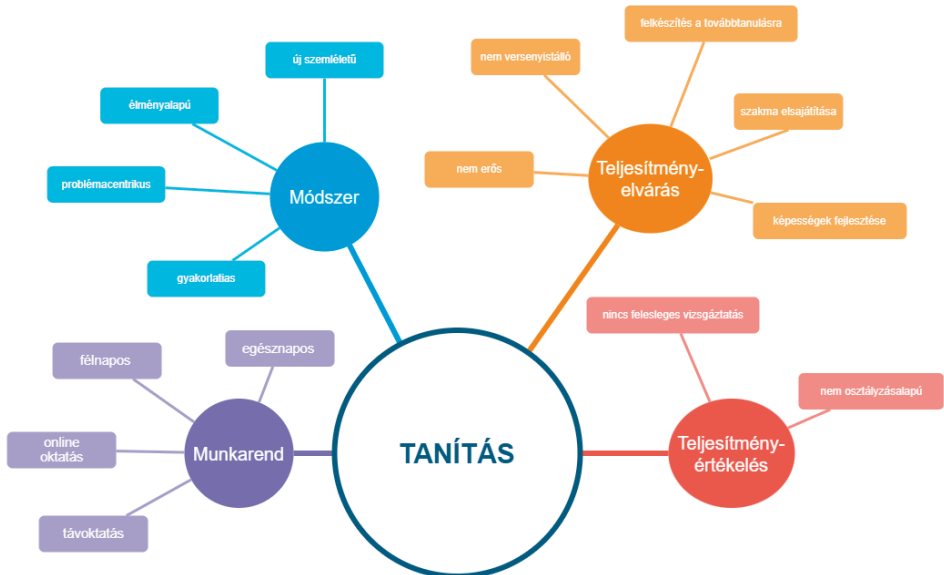 új szemléletű
élményalapú
problémacentrikus
gyakorlatias
Módszer
felkészítés a továbbtanulásra
nem versenyistálló
szakma elsajátítása
nem erős
képességek fejlesztése
Teljesítmény-
elvárás
egésznapos
félnapos
online
oktatás
távoktatás
Munkarend
TANÍTÁS
nincs felesleges vizsgáztatás
nem osztályzásalapú
Teljesítmény-
értékelés